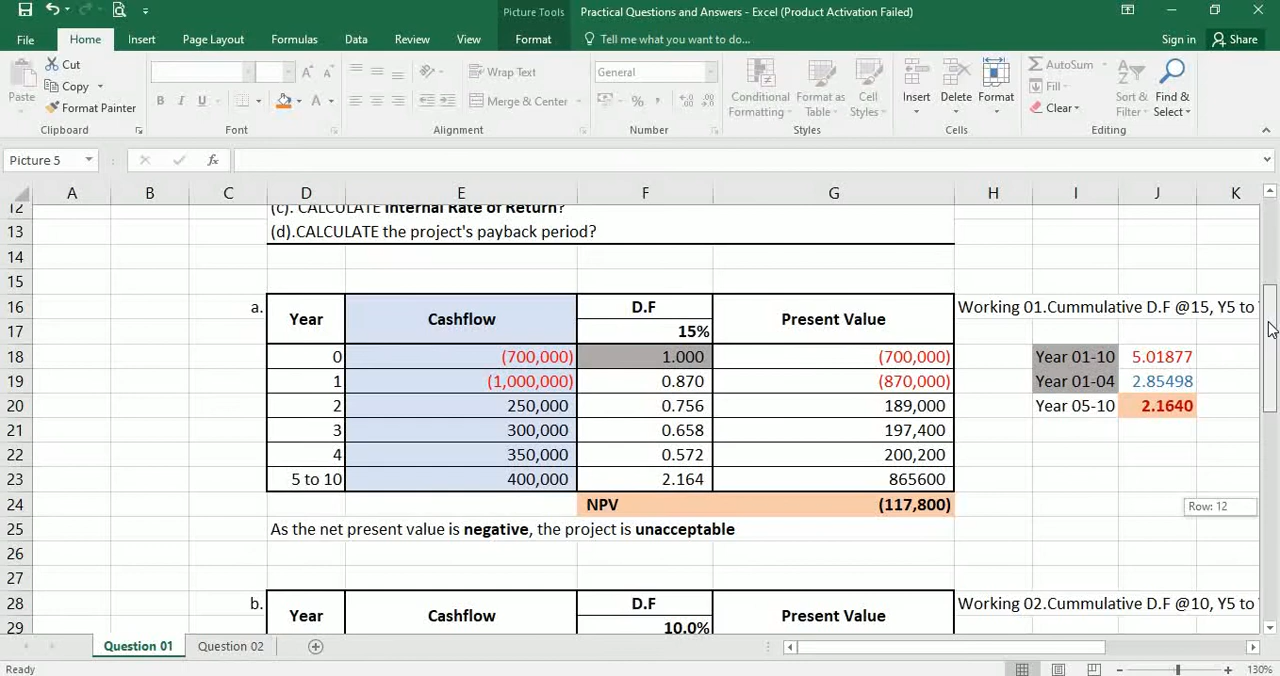 Picture Tools
Practical Questions and Answers - Excel (Product Activation Failed)
File Home Insert Page Layout Formulas Data Review View Format Tell me what you want to do... Sign in Share
Paste
Cut
Copy
Format Painter
Wrap Text
Merge & Center
General
%
Conditional Formatting
Format as Table
Cell Styles
Insert
Delete
Format
AutoSum
Fill
Clear
Sort & Filter
Find & Select
Clipboard Font Alignment Number Styles Cells Editing
Picture 5 fx
A B C D E F G H I J K
12 (c). CALCULATE Internal Rate of Return?
13 (d).CALCULATE the project's payback period?
14
15
16 a. Year Cashflow D.F Present Value Working 01.Cummulative D.F @15, Y5 to
17 15%
18 0 (700,000) 1.000 (700,000) Year 01-10 5.01877
19 1 (1,000,000) 0.870 (870,000) Year 01-04 2.85498
20 2 250,000 0.756 189,000 Year 05-10 2.1640
21 3 300,000 0.658 197,400
22 4 350,000 0.572 200,200
23 5 to 10 400,000 2.164 865600
24 NPV (117,800)
Row: 12
25 As the net present value is negative, the project is unacceptable
26
27
28 b. Year Cashflow D.F Present Value Working 02.Cummulative D.F @10, Y5 to
29 10.0%
Question 01 Question 02
Ready 130%